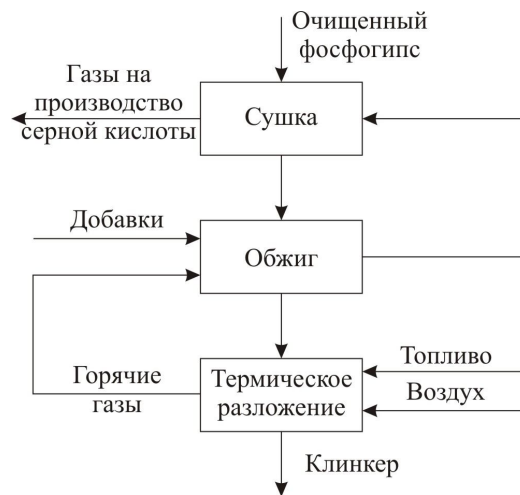 Очищенный
фосфогипс
Газы на
производство
серной кислоты
Сушка
Добавки
Обжиг
Топливо
Горячие
газы
Термическое
разложение
Воздух
Клинкер